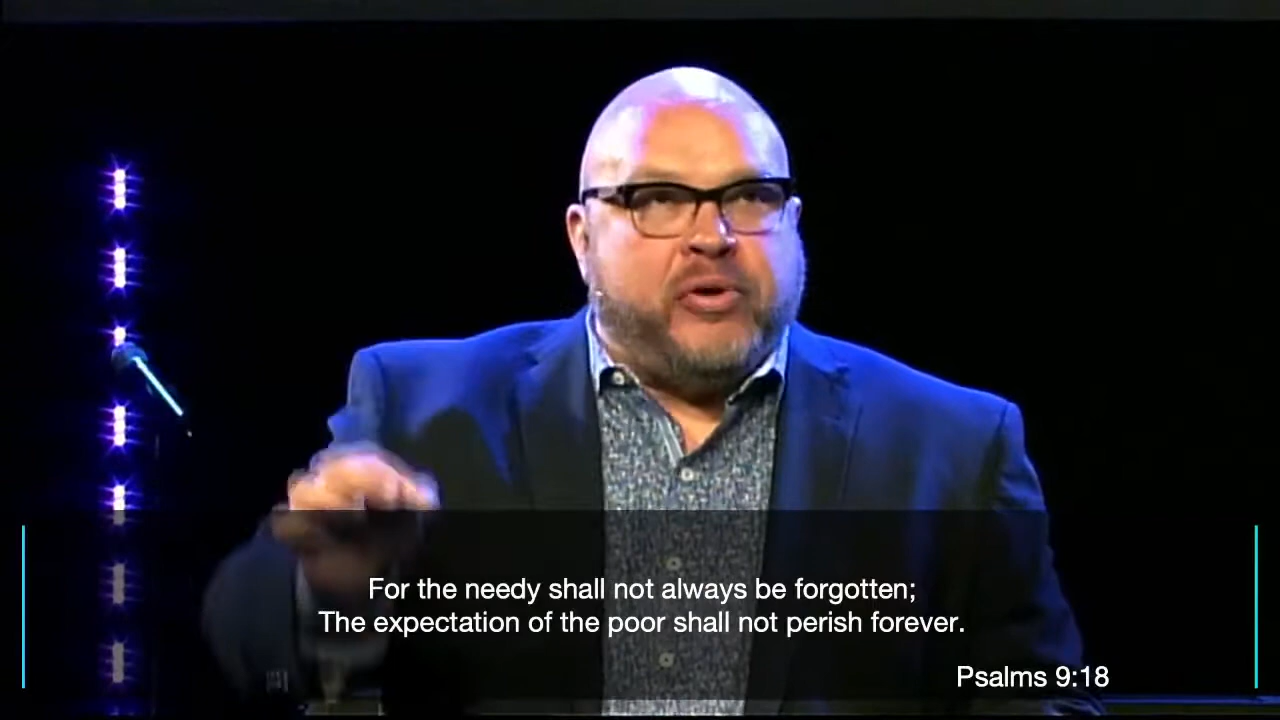 For the needy shall not always be forgotten;
The expectation of the poor shall not perish forever.
Psalms 9:18